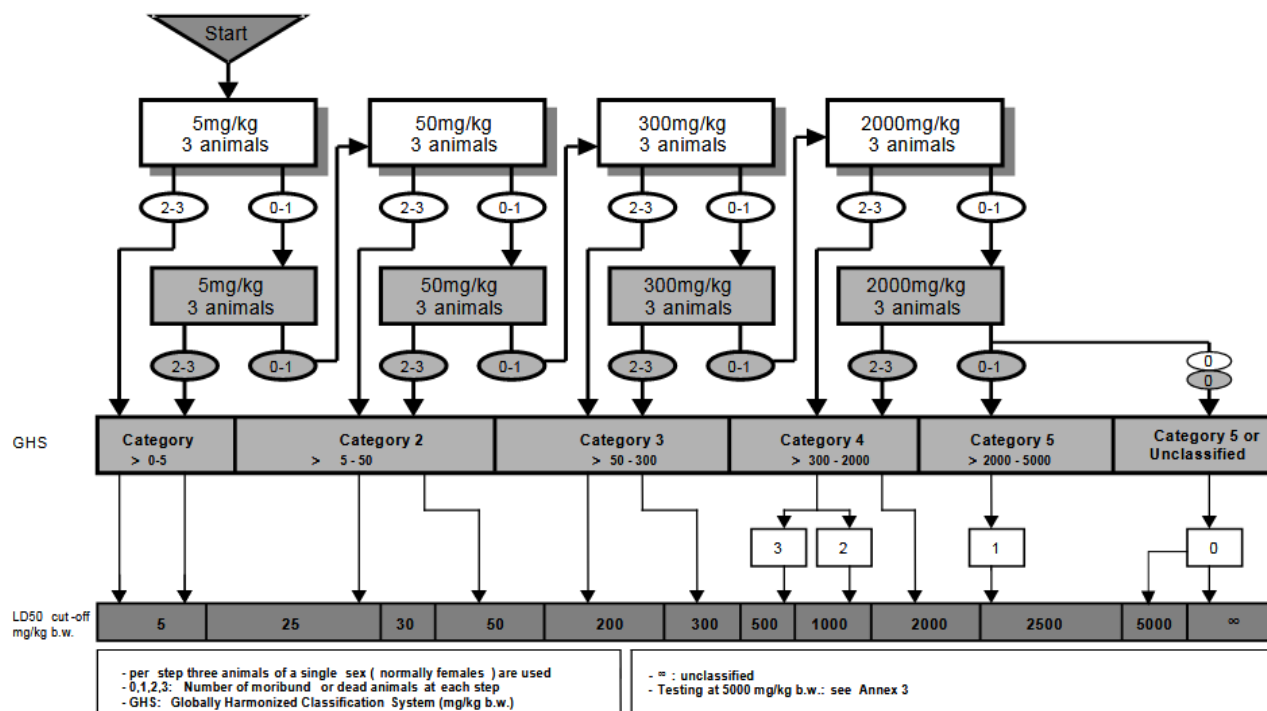 Start
5mg/kg
3 animals
50mg/kg
3 animals
300mg/kg
3 animals
2000mg/kg
3 animals
2-3
0-1
2-3
0-1
2-3
0-1
2-3
0-1
5mg/kg
3 animals
50mg/kg
3 animals
300mg/kg
3 animals
2000mg/kg
3 animals
2-3
0-1
2-3
0-1
2-3
0-1
2-3
0-1
0
0
GHS
Category
> 0-5
Category 2
> 5 - 50
Category 3
> 50 - 300
Category 4
> 300 - 2000
Category 5
> 2000 - 5000
Category 5 or
Unclassified
3
2
1
0
LD50 cut-off
mg/kg b.w.
5
25
30
50
200
300
500
1000
2000
2500
5000
∞
- per step three animals of a single sex ( normally females ) are used
- 0,1,2,3: Number of moribund or dead animals at each step
- GHS: Globally Harmonized Classification System (mg/kg b.w.)
- ∞ : unclassified
- Testing at 5000 mg/kg b.w.: see Annex 3